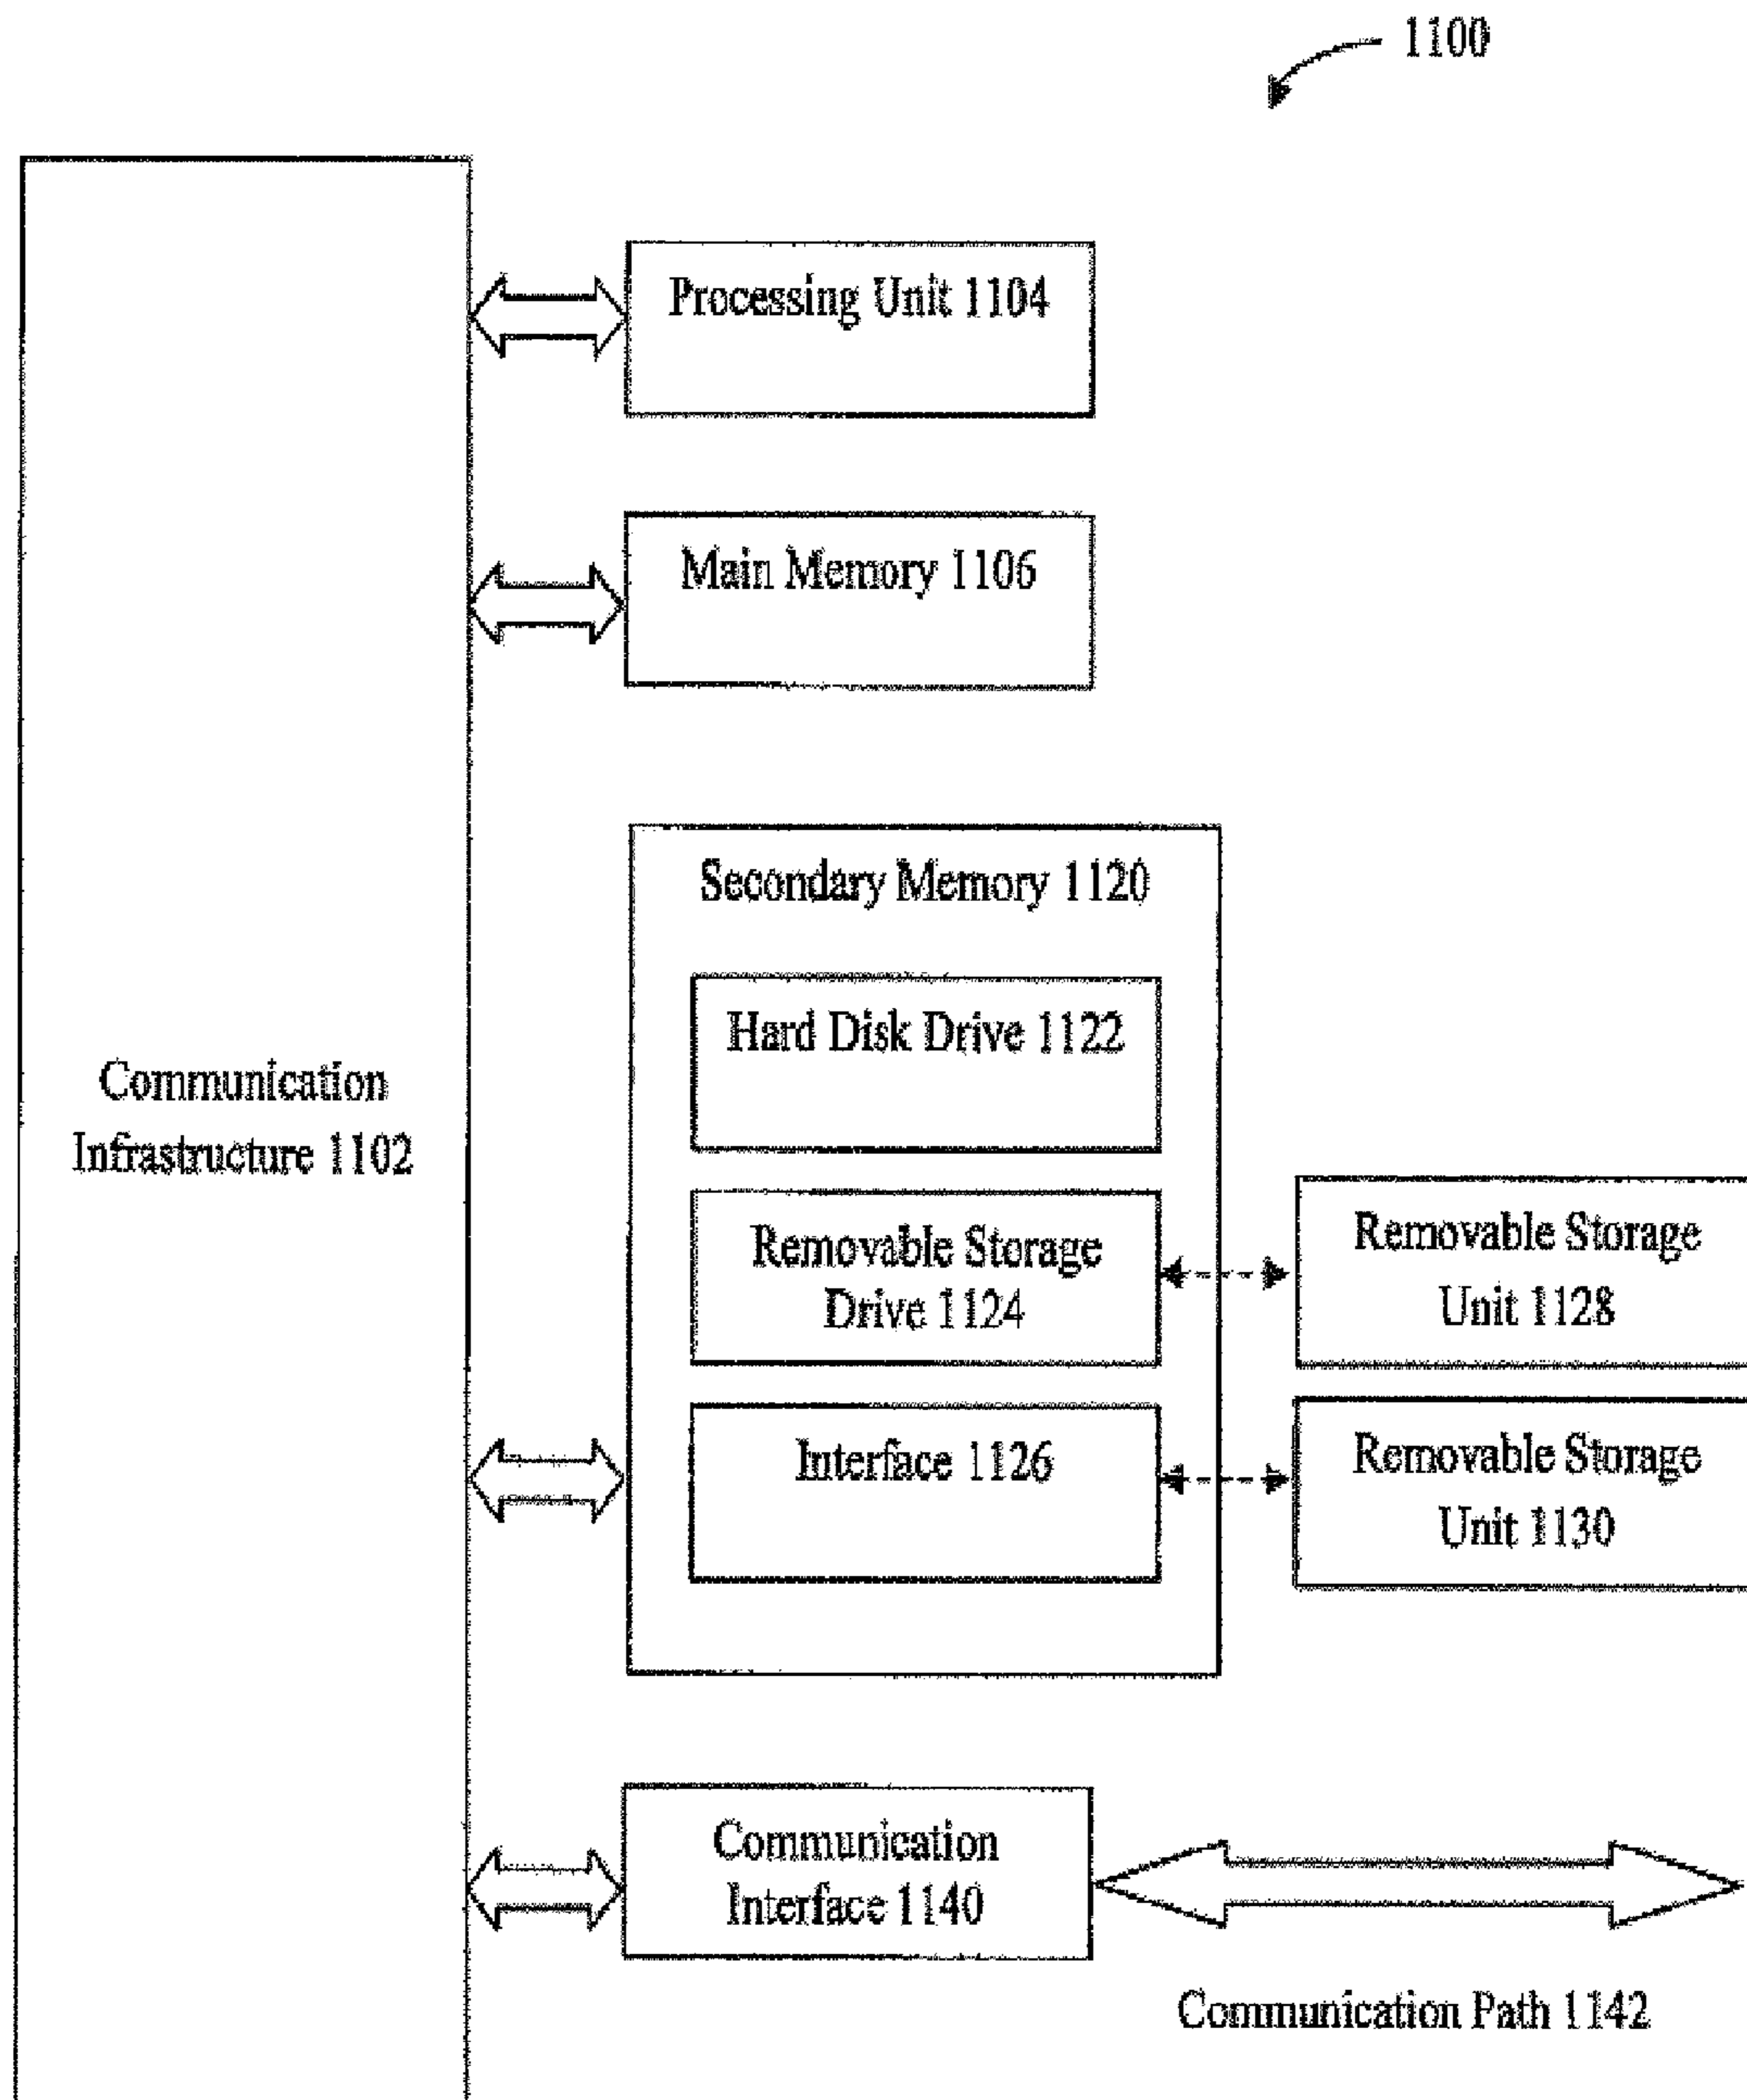 1100
Processing Unit 1104
Main Memory 1106
Secondary Memory 1120
Hard Disk Drive 1122
Communication
Infrastructure 1102
Removable Storage
Drive 1124
Removable Storage
Unit 1128
Interface 1126
Removable Storage
Unit 1130
Communication
Interface 1140
Communication Path 1142